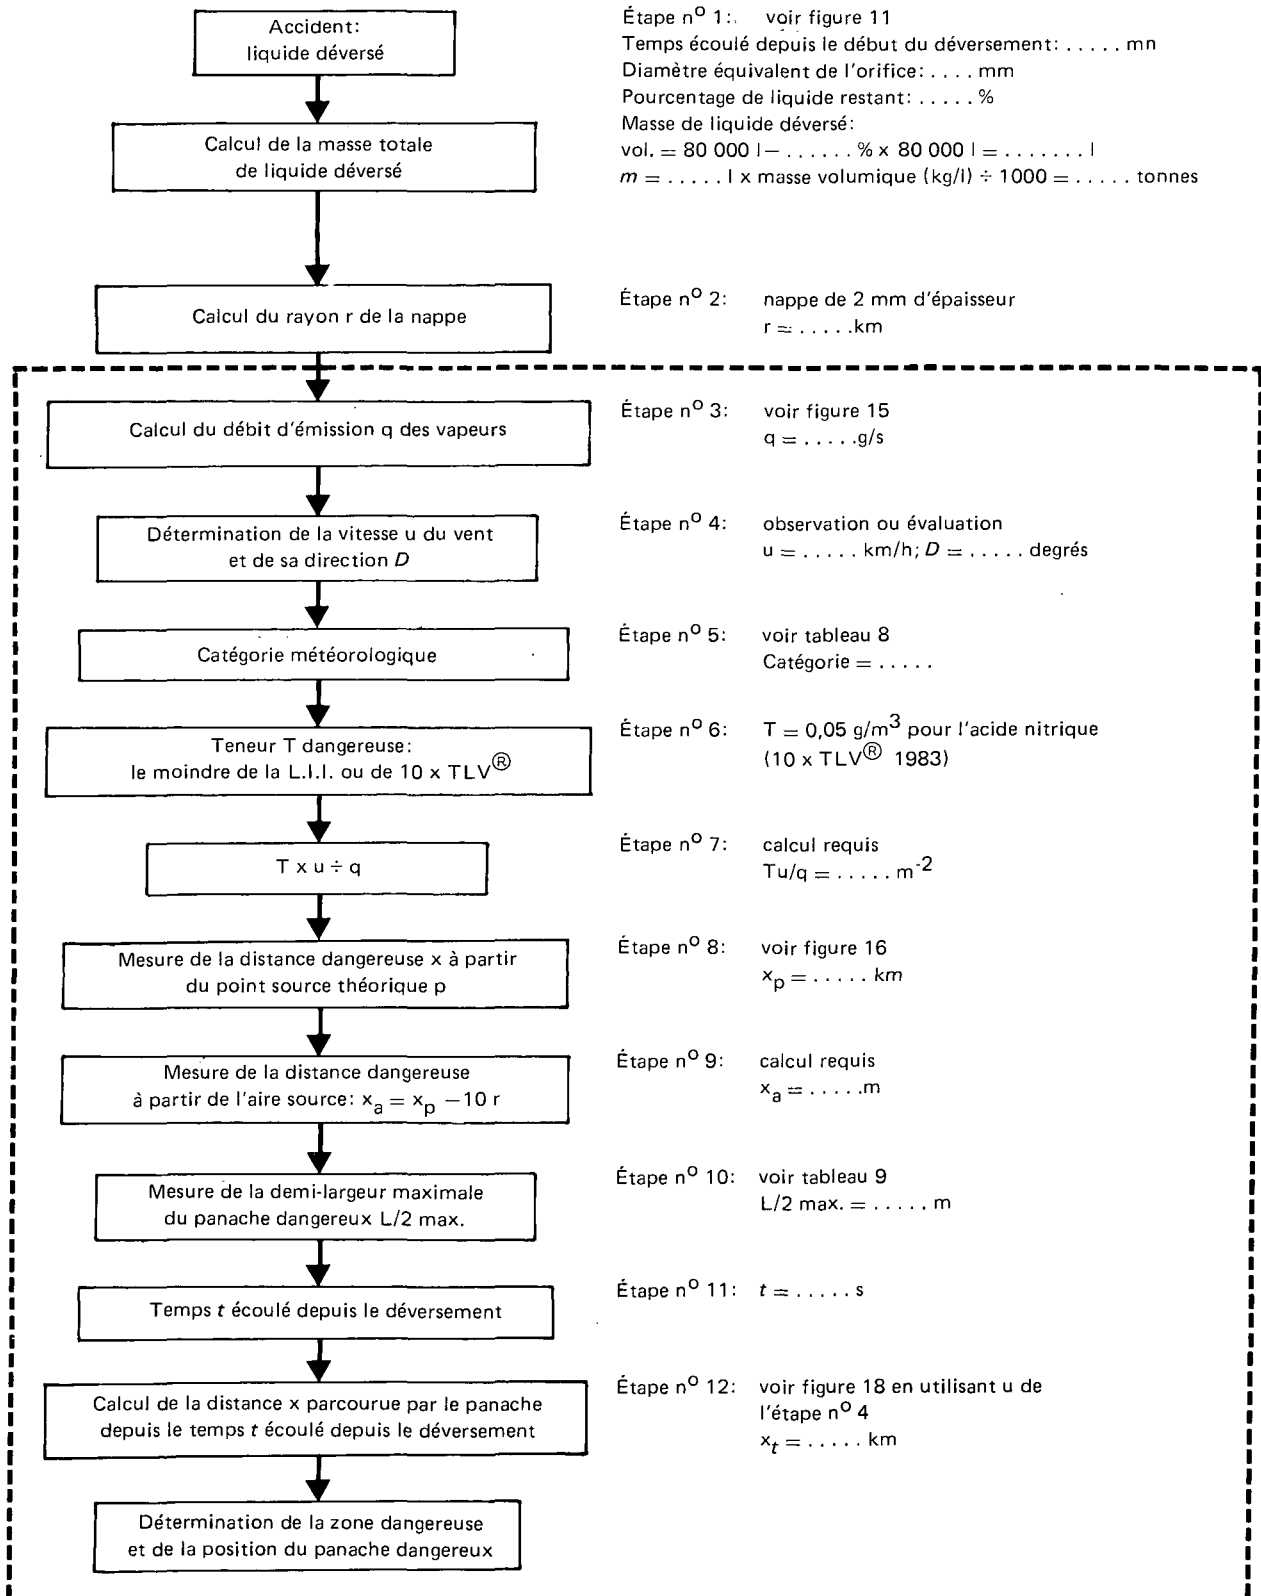 Accident:
liquide déversé
Étape nº 1: voir figure 11
Temps écoulé depuis le début du déversement: . . . . . mn
Diamètre équivalent de l'orifice: . . . . mm
Pourcentage de liquide restant: . . . . . %
Masse de liquide déversé:
vol. = 80 000 l – . . . . . . % x 80 000 l = . . . . . . . l
m = . . . . . l x masse volumique (kg/l) ÷ 1000 = . . . . . tonnes
Calcul de la masse totale
de liquide déversé
Calcul du rayon r de la nappe
Étape nº 2: nappe de 2 mm d'épaisseur
r = . . . . . km
Calcul du débit d'émission q des vapeurs
Étape nº 3: voir figure 15
q = . . . . . g/s
Détermination de la vitesse u du vent
et de sa direction D
Étape nº 4: observation ou évaluation
u = . . . . . km/h; D = . . . . . degrés
Catégorie météorologique
Étape nº 5: voir tableau 8
Catégorie = . . . . .
Teneur T dangereuse:
le moindre de la L.I.I. ou de 10 x TLV®
Étape nº 6: T = 0,05 g/m³ pour l'acide nitrique
(10 x TLV® 1983)
T x u ÷ q
Étape nº 7: calcul requis
Tu/q = . . . . . m⁻²
Mesure de la distance dangereuse x à partir
du point source théorique p
Étape nº 8: voir figure 16
xₚ = . . . . . km
Mesure de la distance dangereuse
à partir de l'aire source: xₐ = xₚ – 10 r
Étape nº 9: calcul requis
xₐ = . . . . . m
Mesure de la demi-largeur maximale
du panache dangereux L/2 max.
Étape nº 10: voir tableau 9
L/2 max. = . . . . . m
Temps t écoulé depuis le déversement
Étape nº 11: t = . . . . . s
Calcul de la distance x parcourue par le panache
depuis le temps t écoulé depuis le déversement
Étape nº 12: voir figure 18 en utilisant u de
l'étape nº 4
xₜ = . . . . . km
Détermination de la zone dangereuse
et de la position du panache dangereux